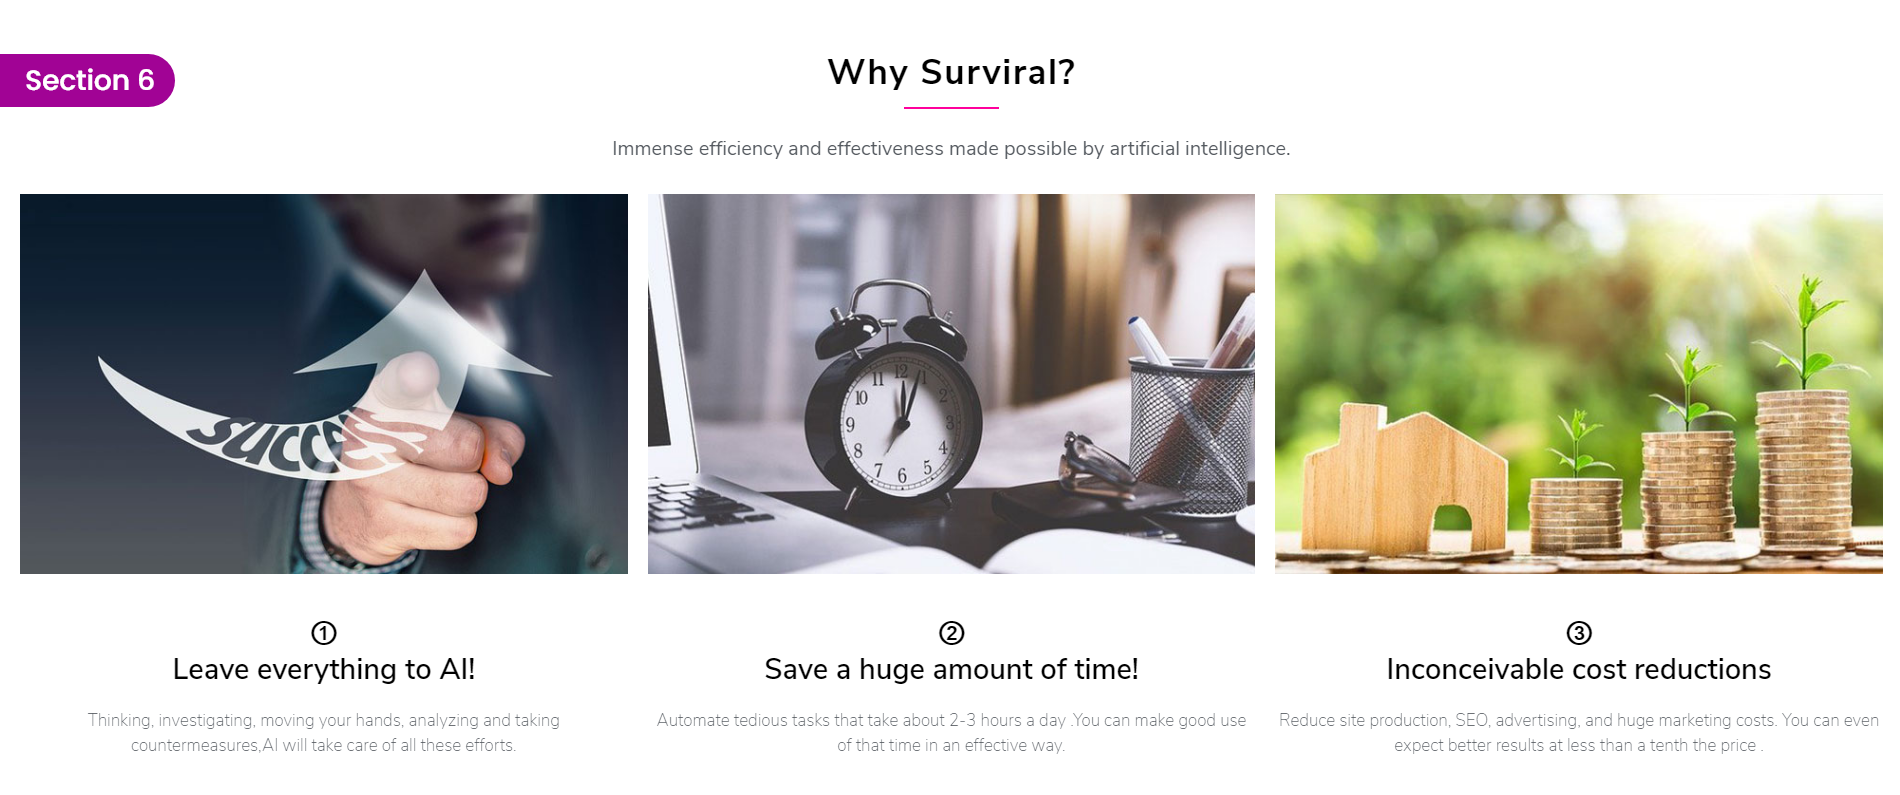 Section 6
Why Surviral?
Immense efficiency and effectiveness made possible by artificial intelligence.
success
12
1
2
3
4
5
6
7
8
9
10
11
①
Leave everything to AI!
Thinking, investigating, moving your hands, analyzing and taking
countermeasures,AI will take care of all these efforts.
②
Save a huge amount of time!
Automate tedious tasks that take about 2-3 hours a day .You can make good use
of that time in an effective way.
③
Inconceivable cost reductions
Reduce site production, SEO, advertising, and huge marketing costs. You can even
expect better results at less than a tenth the price .